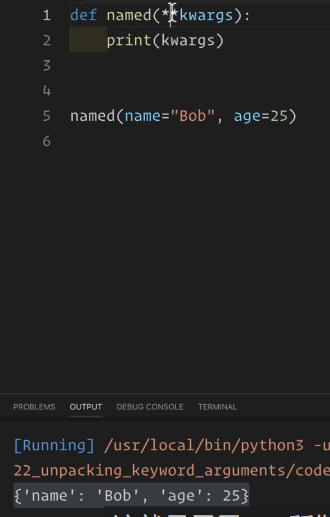 1 def named(**kwargs):
2 print(kwargs)
3
4
5 named(name="Bob", age=25)
6
PROBLEMS OUTPUT DEBUG CONSOLE TERMINAL
[Running] /usr/local/bin/python3 -u
22_unpacking_keyword_arguments/code
{'name': 'Bob', 'age': 25}